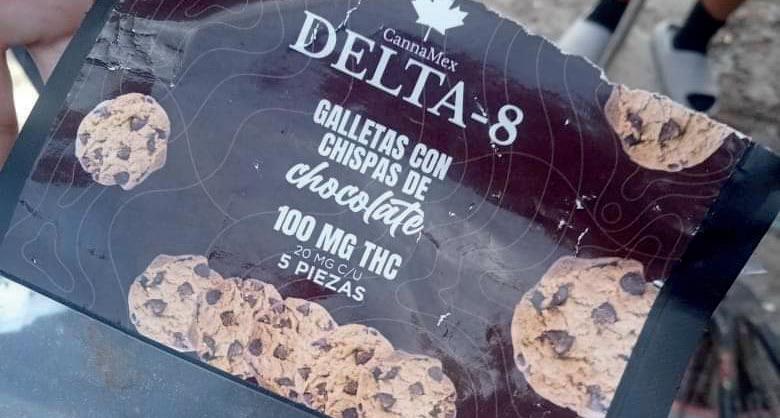 CannaMex
DELTA-8
GALLETAS CON
CHISPAS DE
chocolate
100 MG THC
20 MG C/U
5 PIEZAS